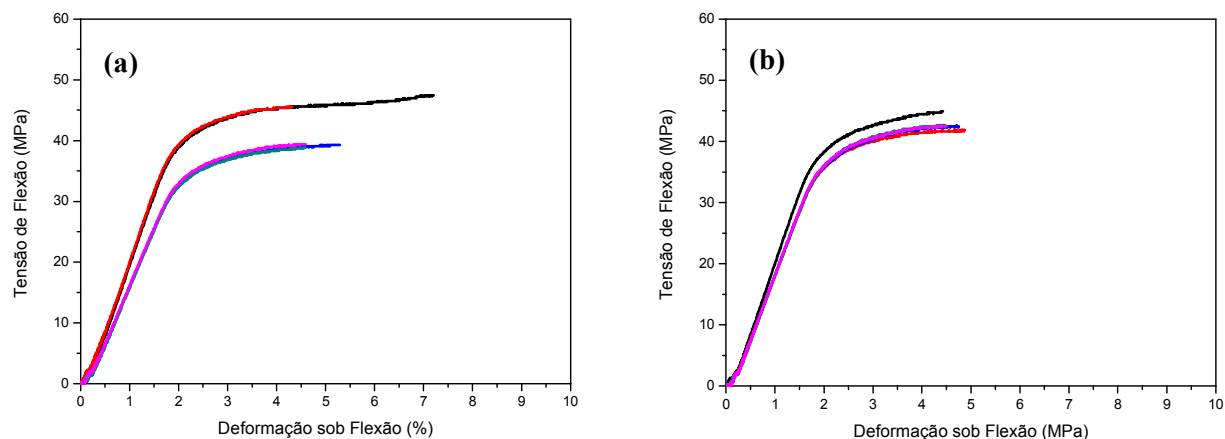 (a)
Tensão de Flexão (MPa)
60
50
40
30
20
10
0
0 1 2 3 4 5 6 7 8 9 10
Deformação sob Flexão (%)
(b)
Tensão de Flexão (MPa)
60
50
40
30
20
10
0
0 1 2 3 4 5 6 7 8 9 10
Deformação sob Flexão (MPa)